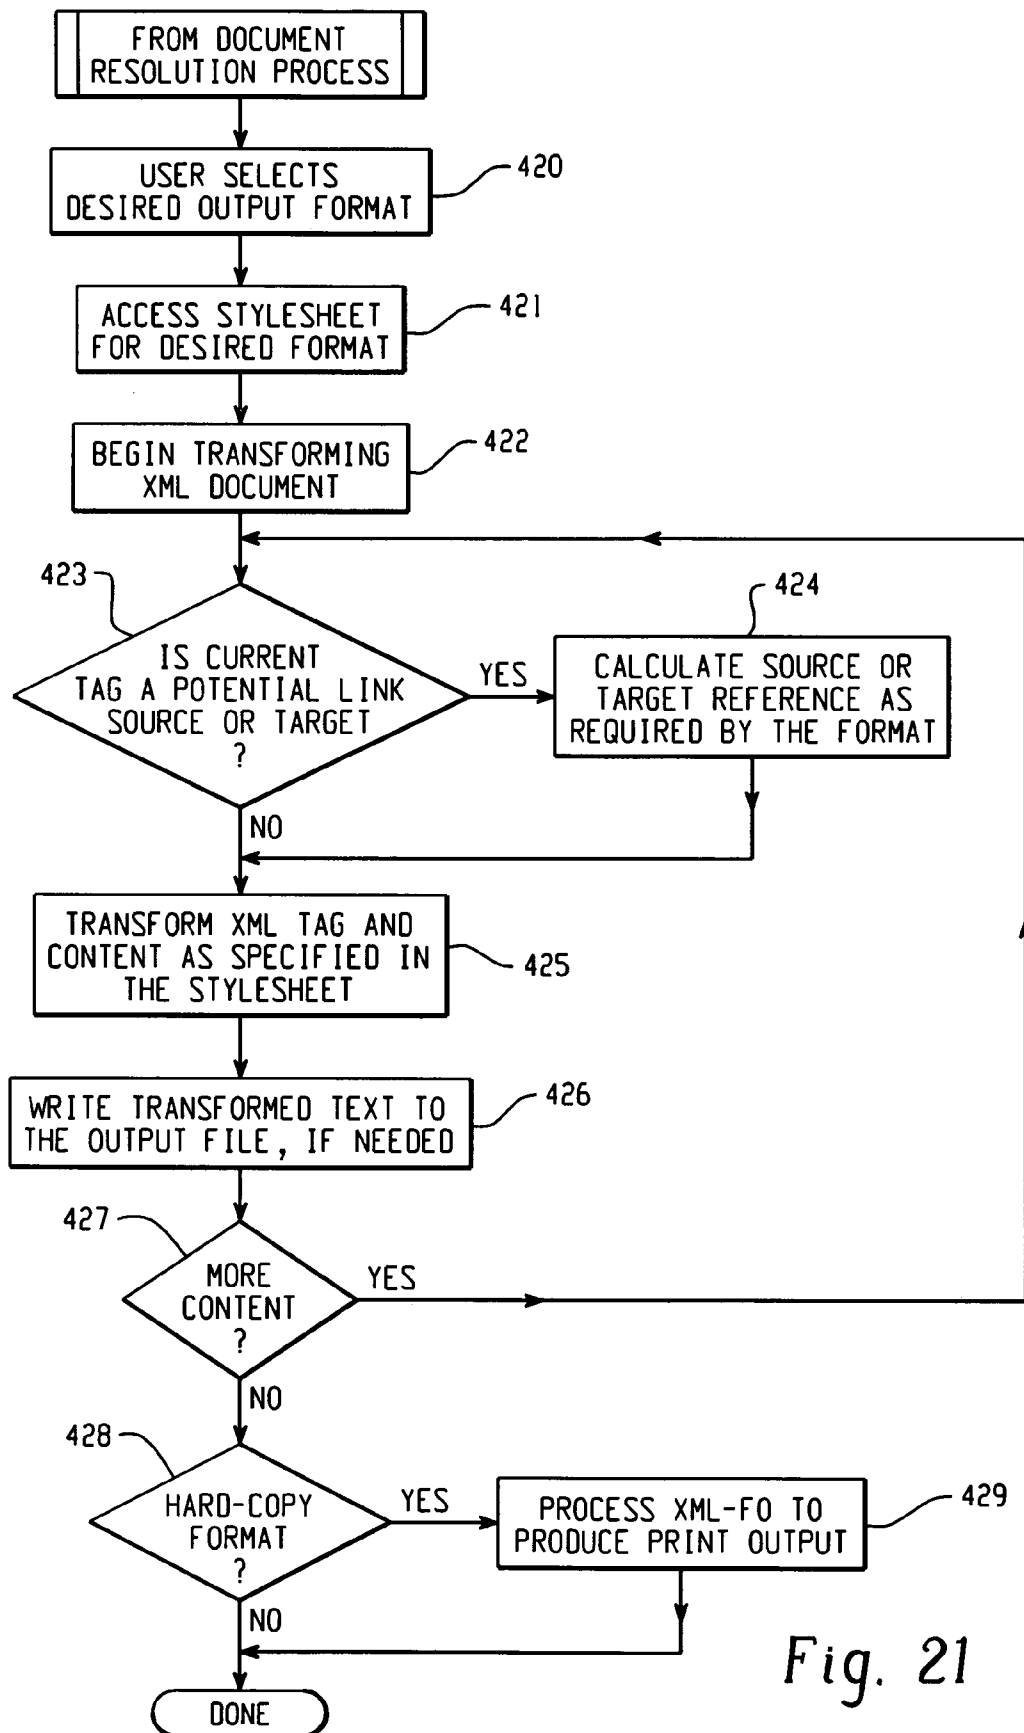 FROM DOCUMENT
RESOLUTION PROCESS
USER SELECTS
DESIRED OUTPUT FORMAT
420
ACCESS STYLESHEET
FOR DESIRED FORMAT
421
BEGIN TRANSFORMING
XML DOCUMENT
422
423
IS CURRENT
TAG A POTENTIAL LINK
SOURCE OR TARGET
?
YES
NO
424
CALCULATE SOURCE OR
TARGET REFERENCE AS
REQUIRED BY THE FORMAT
TRANSFORM XML TAG AND
CONTENT AS SPECIFIED IN
THE STYLESHEET
425
WRITE TRANSFORMED TEXT TO
THE OUTPUT FILE, IF NEEDED
426
427
MORE
CONTENT
?
YES
NO
428
HARD-COPY
FORMAT
?
YES
NO
PROCESS XML-FO TO
PRODUCE PRINT OUTPUT
429
DONE
Fig. 21